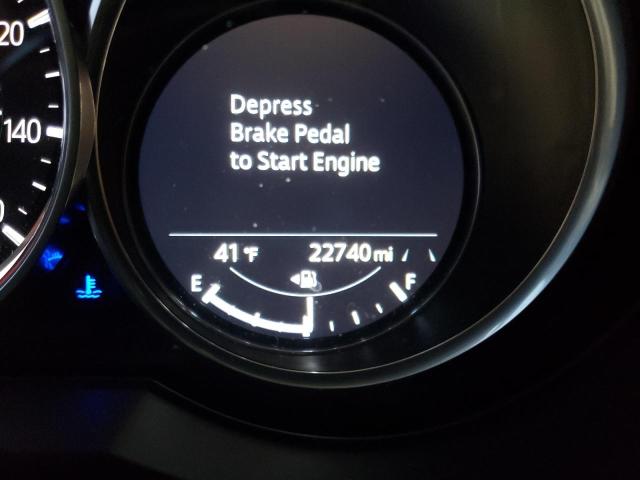 20
140
Depress
Brake Pedal
to Start Engine
41 °F 22740 mi
E F